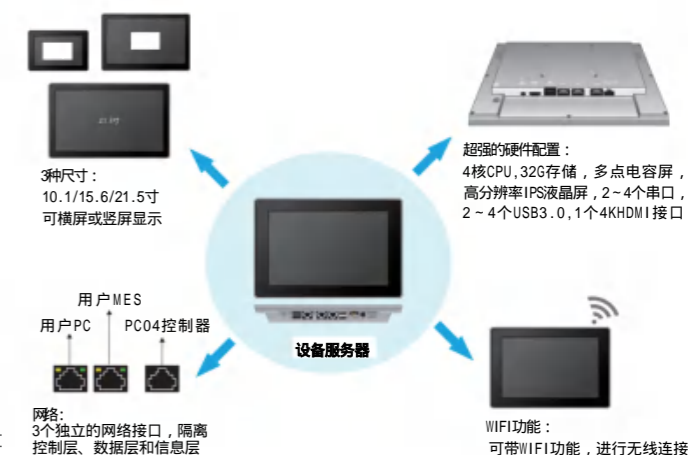 3种尺寸：
10.1/15.6/21.5寸
可横屏或竖屏显示
超强的硬件配置：
4核CPU,32G存储，多点电容屏，
高分辨率IPS液晶屏，2~4个串口，
2~4个USB3.0,1个4KHDMI接口
设备服务器
用户MES
用户PC
PC04控制器
网络：
3个独立的网络接口，隔离
控制层、数据层和信息层
WIFI功能：
可带WIFI功能，进行无线连接